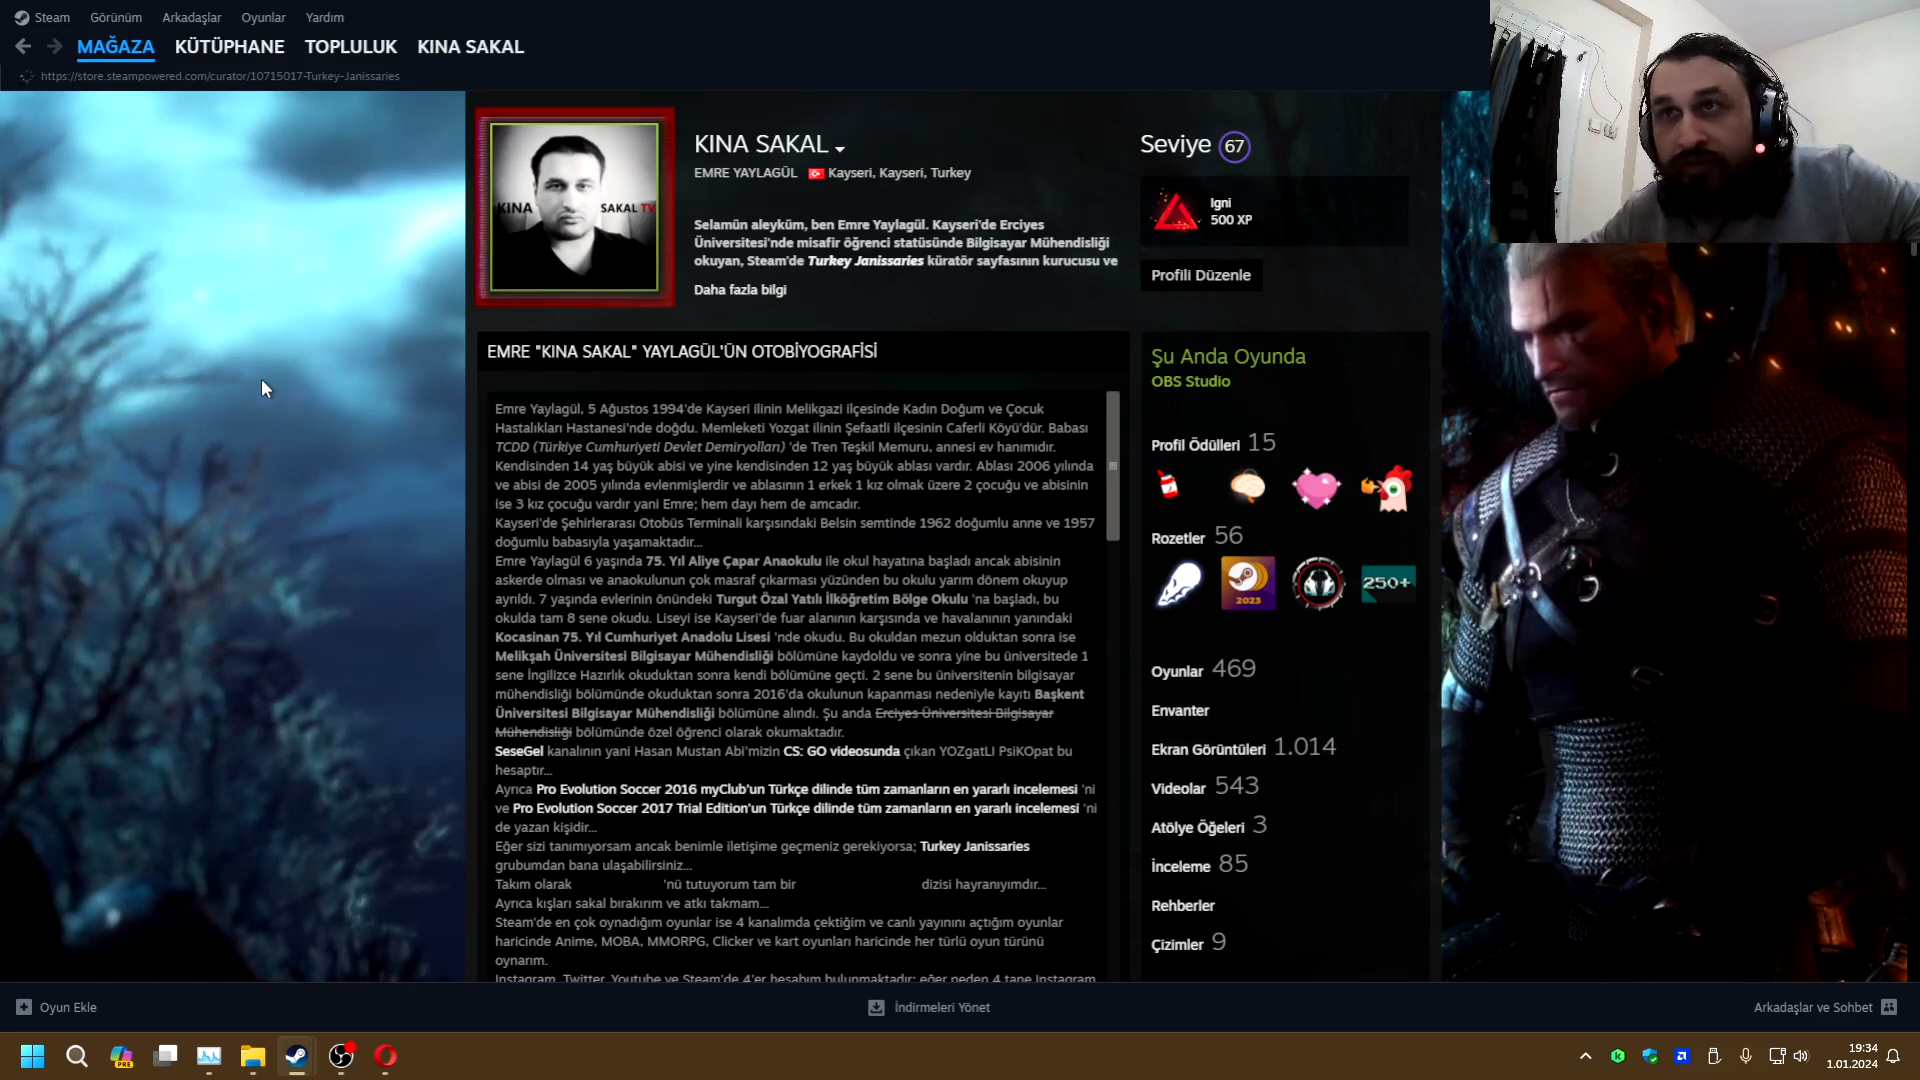 Steam Görünüm Arkadaşlar Oyunlar Yardım
MAĞAZA KÜTÜPHANE TOPLULUK KINA SAKAL
https://store.steampowered.com/curator/10715017-Turkey-Janissaries
KINA SAKAL TV
KINA SAKAL
EMRE YAYLAGÜL Kayseri, Kayseri, Turkey
Selamün aleyküm, ben Emre Yaylagül. Kayseri'de Erciyes
Üniversitesi'nde misafir öğrenci statüsünde Bilgisayar Mühendisliği
okuyan, Steam'de Turkey Janissaries küratör sayfasının kurucusu ve
Daha fazla bilgi
Seviye 67
Igni
500 XP
Profili Düzenle
EMRE "KINA SAKAL" YAYLAGÜL'ÜN OTOBİYOGRAFİSİ
Emre Yaylagül, 5 Ağustos 1994'de Kayseri ilinin Melikgazi ilçesinde Kadın Doğum ve Çocuk
Hastalıkları Hastanesi'nde doğdu. Memleketi Yozgat ilinin Şefaatli ilçesinin Caferli Köyü'dür. Babası
TCDD (Türkiye Cumhuriyeti Devlet Demiryolları) 'de Tren Teşkil Memuru, annesi ev hanımıdır.
Kendisinden 14 yaş büyük abisi ve yine kendisinden 12 yaş büyük ablası vardır. Ablası 2006 yılında
ve abisi de 2005 yılında evlenmişlerdir ve ablasının 1 erkek 1 kız olmak üzere 2 çocuğu ve abisinin
ise 3 kız çocuğu vardır yani Emre; hem dayı hem de amcadır.
Kayseri'de Şehirlerarası Otobüs Terminali karşısındaki Belsin semtinde 1962 doğumlu anne ve 1957
doğumlu babasıyla yaşamaktadır...
Emre Yaylagül 6 yaşında 75. Yıl Aliye Çapar Anaokulu ile okul hayatına başladı ancak abisinin
askerde olması ve anaokulunun çok masraf çıkarması yüzünden bu okulu yarım dönem okuyup
ayrıldı. 7 yaşında evlerinin önündeki Turgut Özal Yatılı İlköğretim Bölge Okulu 'na başladı, bu
okulda tam 8 sene okudu. Liseyi ise Kayseri'de fuar alanının karşısında ve havalanının yanındaki
Kocasinan 75. Yıl Cumhuriyet Anadolu Lisesi 'nde okudu. Bu okuldan mezun olduktan sonra ise
Melikşah Üniversitesi Bilgisayar Mühendisliği bölümüne kaydoldu ve sonra yine bu üniversitede 1
sene İngilizce Hazırlık okuduktan sonra kendi bölümüne geçti. 2 sene bu üniversitenin bilgisayar
mühendisliği bölümünde okuduktan sonra 2016'da okulunun kapanması nedeniyle kayıtı Başkent
Üniversitesi Bilgisayar Mühendisliği bölümüne alındı. Şu anda Erciyes Üniversitesi Bilgisayar
Mühendisliği bölümünde özel öğrenci olarak okumaktadır.
SeseGel kanalının yani Hasan Mustan Abi'mizin CS: GO videosunda çıkan YOZgatLI PsiKOpat bu
hesaptır...
Ayrıca Pro Evolution Soccer 2016 myClub'un Türkçe dilinde tüm zamanların en yararlı incelemesi 'ni
ve Pro Evolution Soccer 2017 Trial Edition'un Türkçe dilinde tüm zamanların en yararlı incelemesi 'ni
de yazan kişidir...
Eğer sizi tanımıyorsam ancak benimle iletişime geçmeniz gerekiyorsa; Turkey Janissaries
grubumdan bana ulaşabilirsiniz...
Takım olarak 'nü tutuyorum tam bir dizisi hayranıyımdır...
Ayrıca kışları sakal bırakırım ve atkı takmam...
Steam'de en çok oynadığım oyunlar ise 4 kanalımda çektiğim ve canlı yayınını açtığım oyunlar
haricinde Anime, MOBA, MMORPG, Clicker ve kart oyunları haricinde her türlü oyun türünü
oynarım.
Instagram, Twitter, Youtube ve Steam'de 4'er hesabım bulunmaktadır; eğer neden 4 tane Instagram
Şu Anda Oyunda
OBS Studio
Profil Ödülleri 15
Rozetler 56
2023
250+
Oyunlar 469
Envanter
Ekran Görüntüleri 1.014
Videolar 543
Atölye Öğeleri 3
İnceleme 85
Rehberler
Çizimler 9
Oyun Ekle
İndirmeleri Yönet
Arkadaşlar ve Sohbet
PRE
19:34
1.01.2024